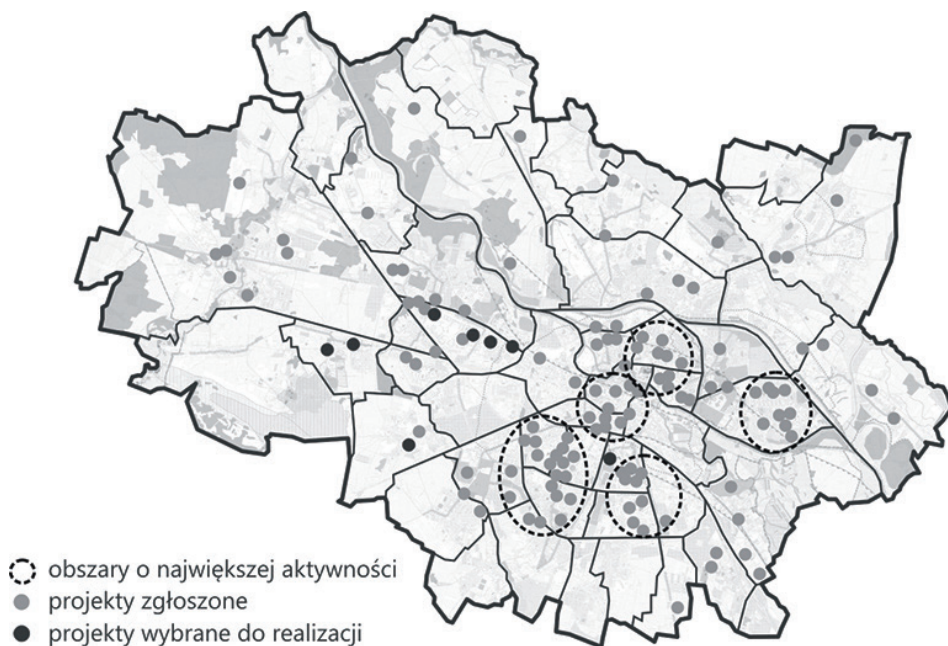 obszary o największej aktywności
projekty zgłoszone
projekty wybrane do realizacji